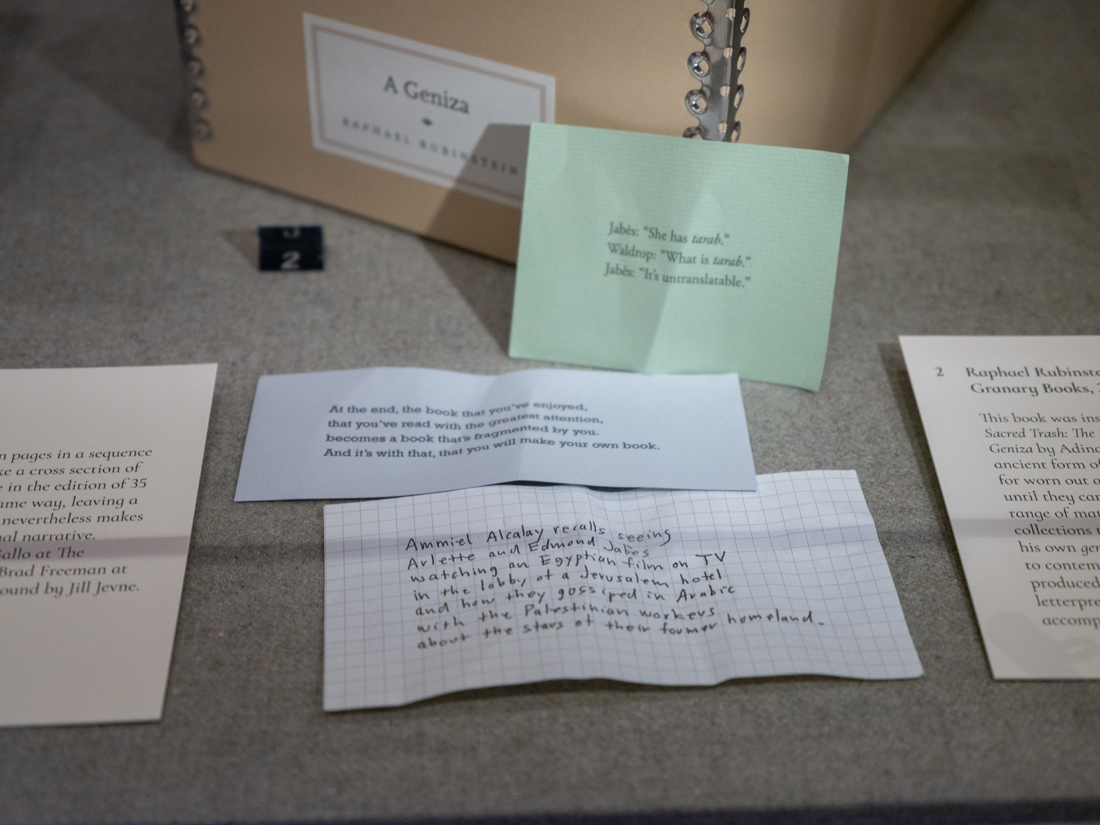 A Geniza
RAPHAEL RUBINSTEIN
2
Jabès: “She has tarab.”
Waldrop: “What is tarab.”
Jabès: “It’s untranslatable.”
At the end, the book that you’ve enjoyed,
that you’ve read with the greatest attention,
becomes a book that’s fragmented by you.
And it’s with that, that you will make your own book.
Ammiel Alcalay recalls seeing
Arlette and Edmond Jabès
watching an Egyptian film on TV
in the lobby of a Jerusalem hotel
and how they gossiped in Arabic
with the Palestinian workers
about the stars of their former homeland.
n pages in a sequence
ke a cross section of
e in the edition of 35
ame way, leaving a
nevertheless makes
al narrative.
Gallo at The
Brad Freeman at
ound by Jill Jevne.
2 Raphael Rubinste
Granary Books,
This book was ins
Sacred Trash: The
Geniza by Adina
ancient form of
for worn out o
until they can
range of man
collections
his own gen
to contem
produced
letterpre
accomp